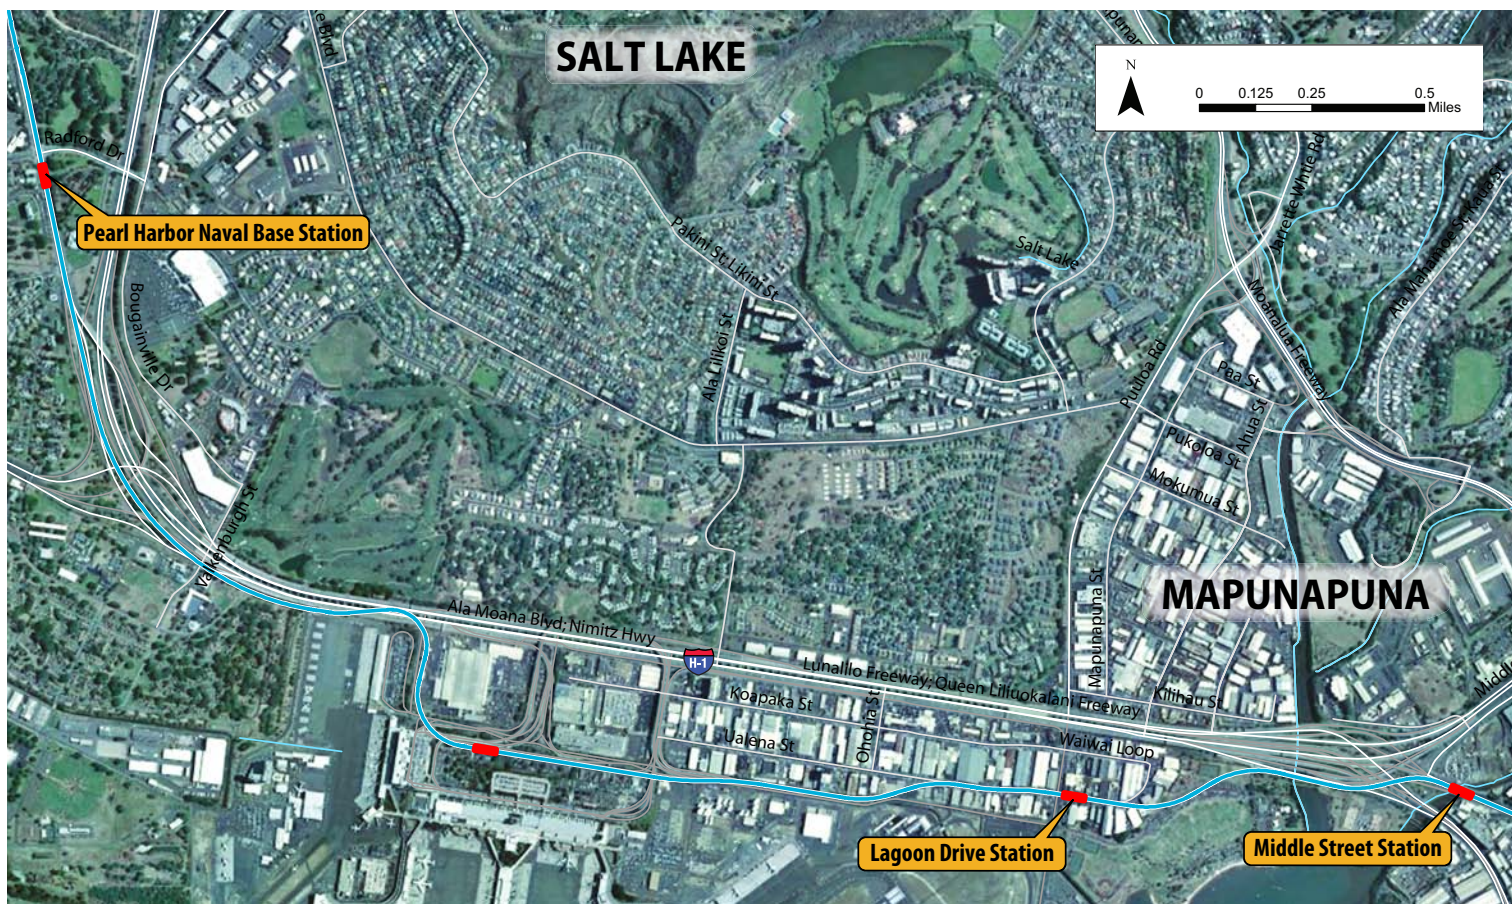 SALT LAKE
N
0 0.125 0.25 0.5
Miles
Radford Dr
Pearl Harbor Naval Base Station
Bougainville Dr
Pakini St; Likini St
Salt Lake
Jarrette White Rd
Ala Mahamoe St; Kaula St
Moanalua Freeway
Ala Lilikoi St
Puuloa Rd
Paa St
Ahua St
Pukoloa St
Mokumua St
Valkenburgh St
MAPUNAPUNA
Mapunapuna St
Ala Moana Blvd; Nimitz Hwy
H-1
Lunalilo Freeway; Queen Liliuokalani Freeway
Kilihau St
Koapaka St
Ohohia St
Ualena St
Waiwai Loop
Lagoon Drive Station
Middle Street Station